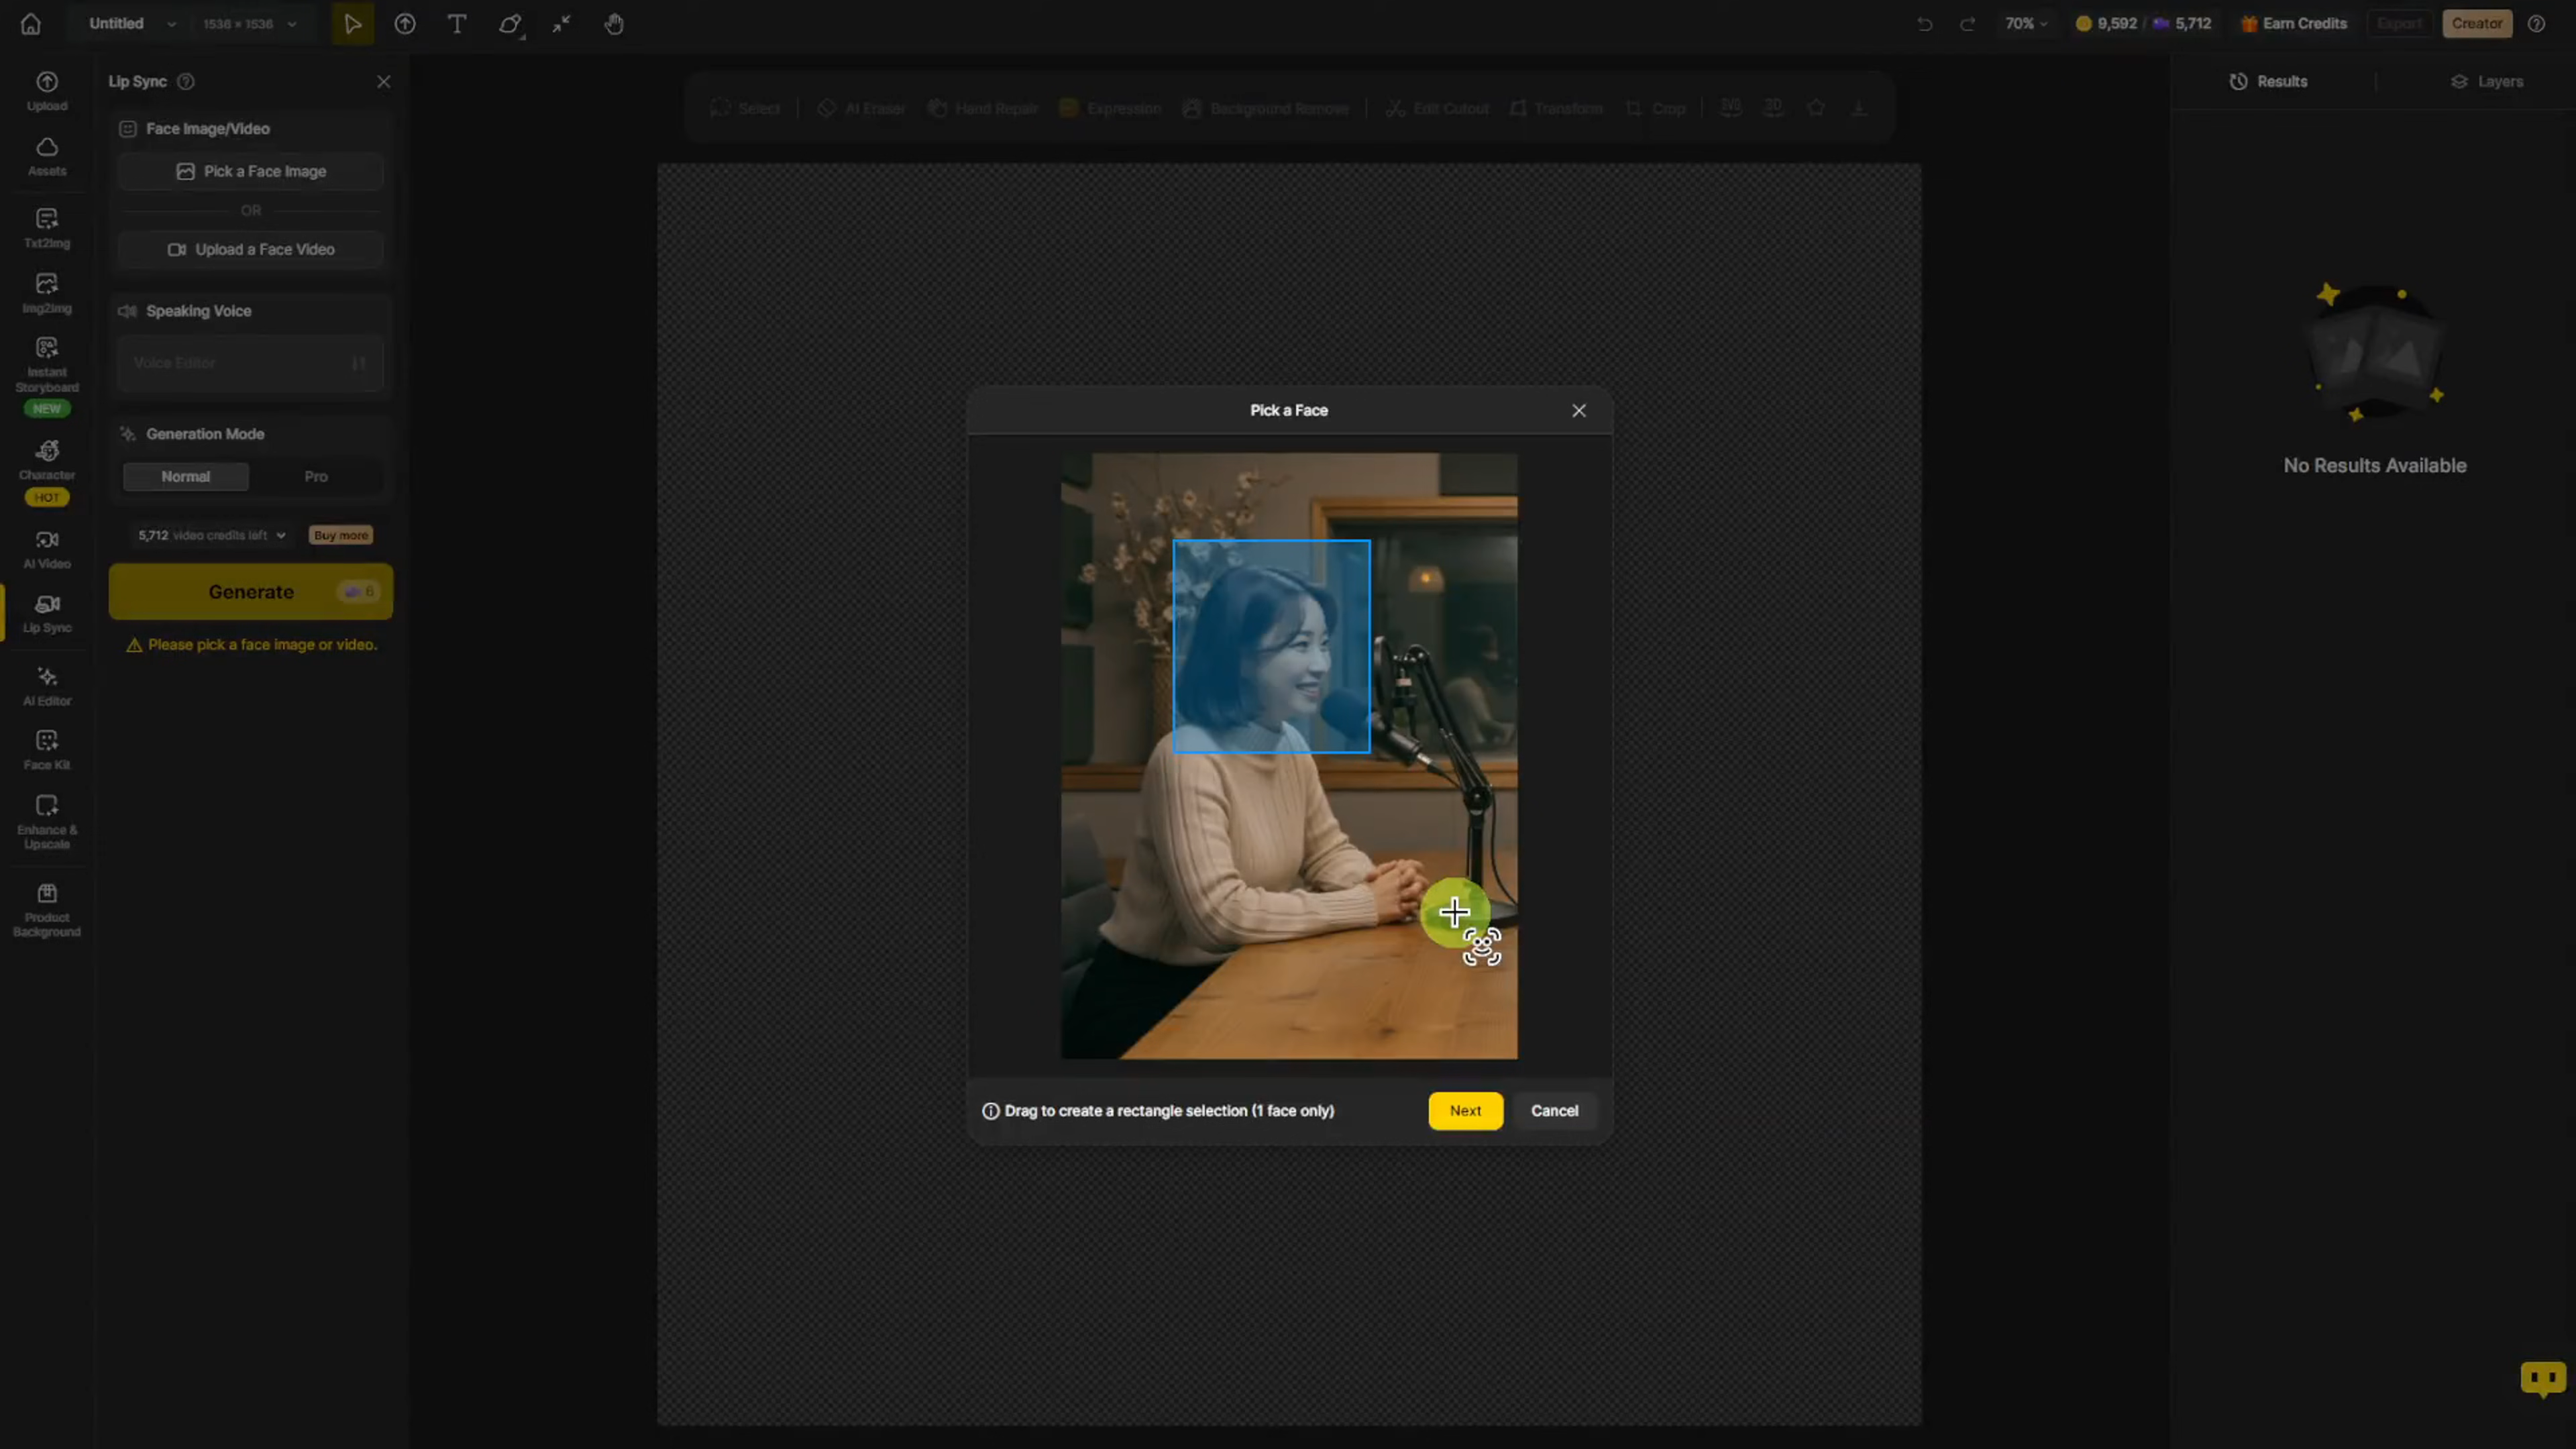 Untitled
1536 × 1536
70%
9,592 / 5,712
Earn Credits
Export
Creator
Upload
Assets
Txt2Img
Img2Img
Instant
Storyboard
NEW
Character
HOT
AI Video
Lip Sync
AI Editor
Face Kit
Enhance &
Upscale
Product
Background
Lip Sync
Face Image/Video
Pick a Face Image
OR
Upload a Face Video
Speaking Voice
Voice Editor
Generation Mode
Normal
Pro
5,712 video credits left
Buy more
Generate
6
Please pick a face image or video.
Select
AI Eraser
Hand Repair
Expression
Background Remove
Edit Cutout
Transform
Crop
SVG
3D
Pick a Face
Drag to create a rectangle selection (1 face only)
Next
Cancel
Results
Layers
No Results Available